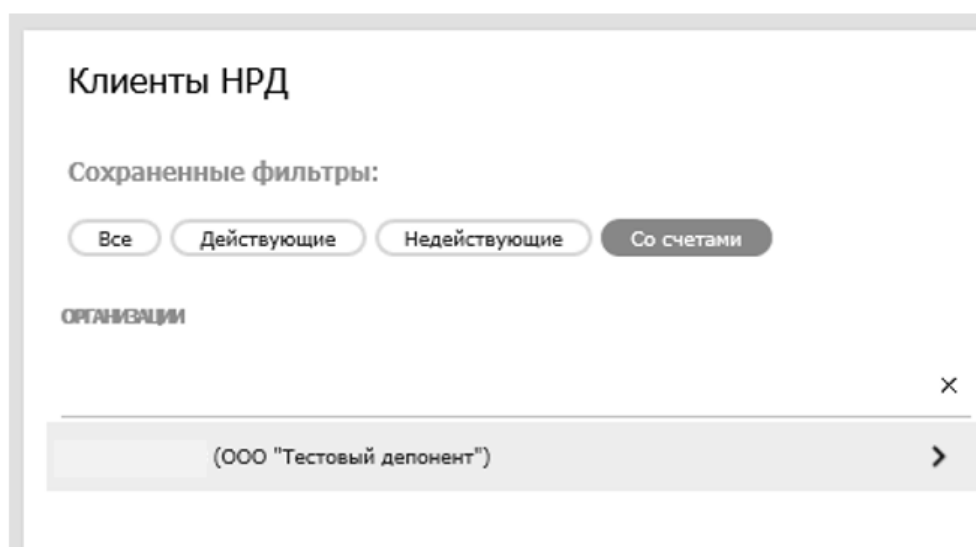 Клиенты НРД
Сохраненные фильтры:
Все Действующие Недействующие Со счетами
ОРГАНИЗАЦИИ
(ООО "Тестовый депонент")